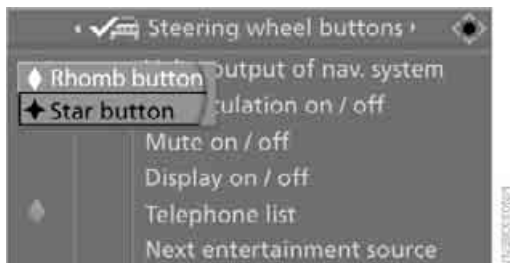 Steering wheel buttons
Rhomb button
output of nav. system
Star button
on / off
Mute on / off
Display on / off
Telephone list
Next entertainment source